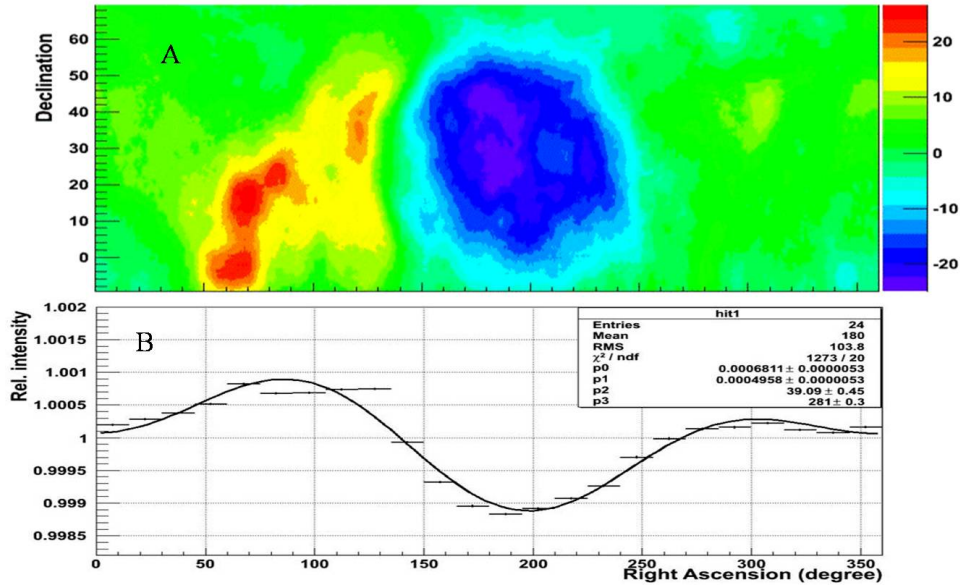 Declination
60
50
40
30
20
10
0
A
20
10
0
-10
-20
Rel. intensity
1.002
1.0015
1.001
1.0005
1
0.9995
0.999
0.9985
B
hit1
Entries 24
Mean 180
RMS 103.8
χ² / ndf 1273 / 20
p0 0.0006811 ± 0.0000053
p1 0.0004958 ± 0.0000053
p2 39.09 ± 0.45
p3 281 ± 0.3
0 50 100 150 200 250 300 350
Right Ascension (degree)